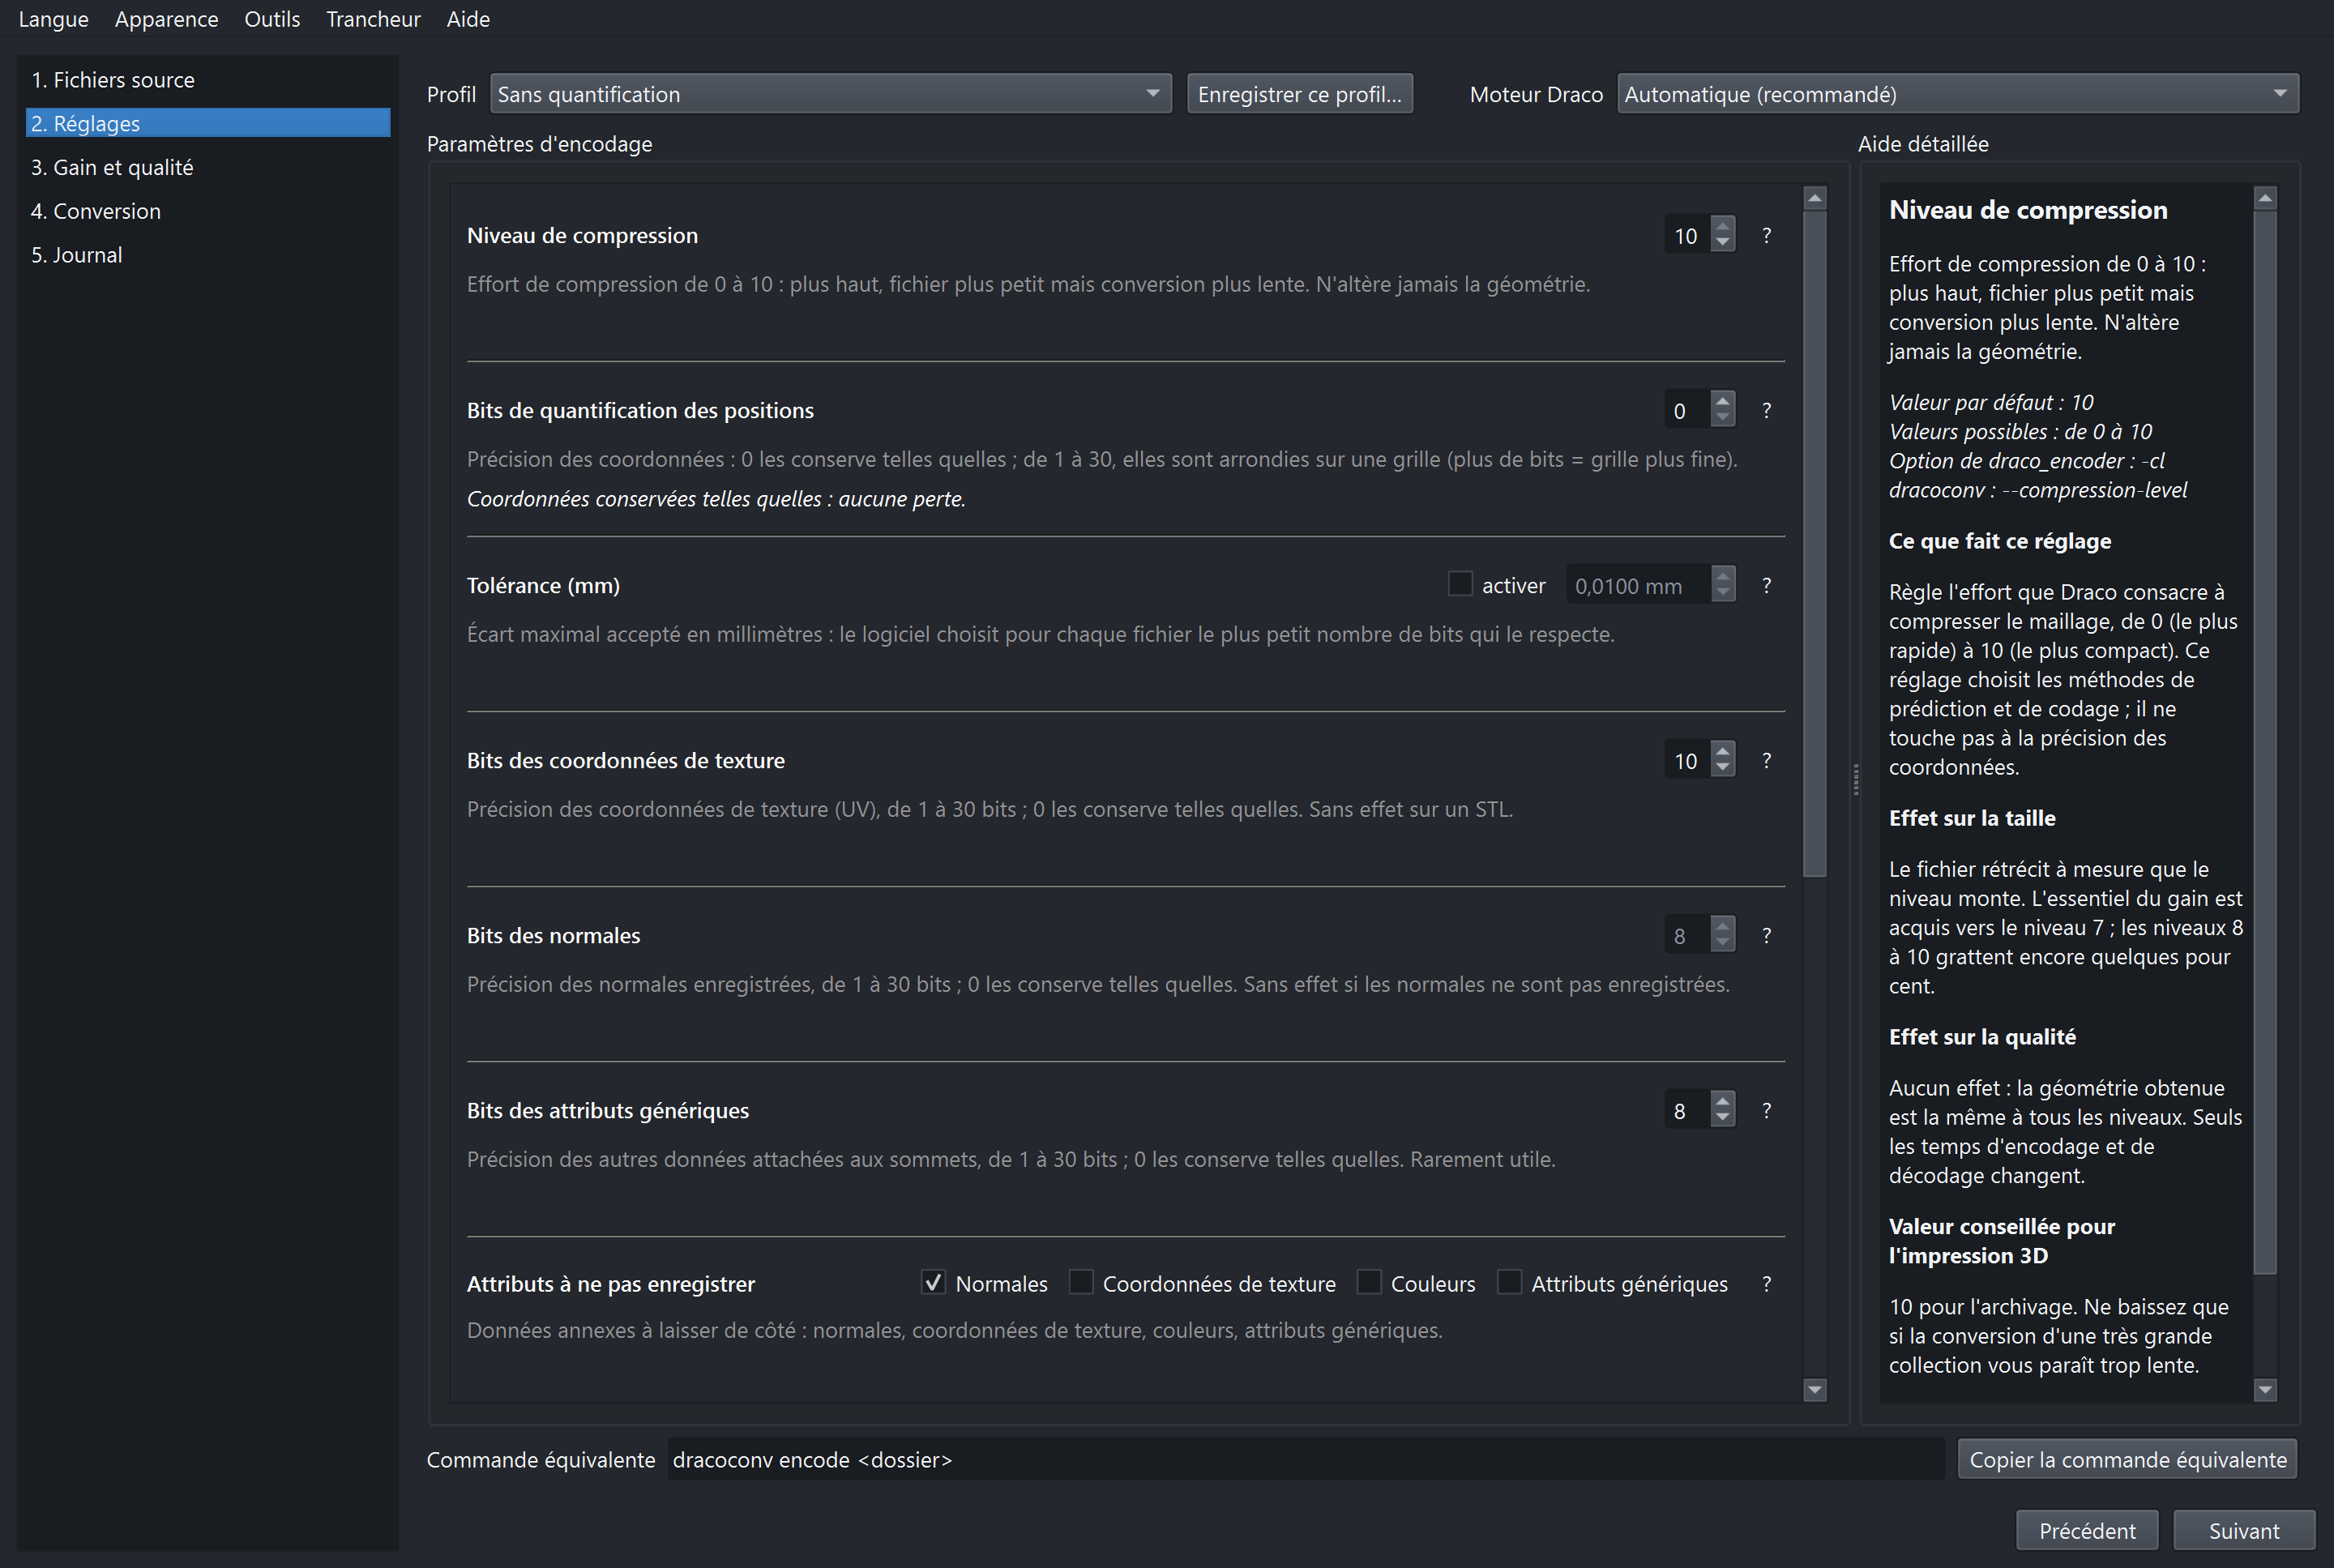 Langue Apparence Outils Trancheur Aide
1. Fichiers source
2. Réglages
3. Gain et qualité
4. Conversion
5. Journal
Profil Sans quantification Enregistrer ce profil... Moteur Draco Automatique (recommandé)
Paramètres d'encodage
Niveau de compression 10 ?
Effort de compression de 0 à 10 : plus haut, fichier plus petit mais conversion plus lente. N'altère jamais la géométrie.
Bits de quantification des positions 0 ?
Précision des coordonnées : 0 les conserve telles quelles ; de 1 à 30, elles sont arrondies sur une grille (plus de bits = grille plus fine).
Coordonnées conservées telles quelles : aucune perte.
Tolérance (mm) activer 0,0100 mm ?
Écart maximal accepté en millimètres : le logiciel choisit pour chaque fichier le plus petit nombre de bits qui le respecte.
Bits des coordonnées de texture 10 ?
Précision des coordonnées de texture (UV), de 1 à 30 bits ; 0 les conserve telles quelles. Sans effet sur un STL.
Bits des normales 8 ?
Précision des normales enregistrées, de 1 à 30 bits ; 0 les conserve telles quelles. Sans effet si les normales ne sont pas enregistrées.
Bits des attributs génériques 8 ?
Précision des autres données attachées aux sommets, de 1 à 30 bits ; 0 les conserve telles quelles. Rarement utile.
Attributs à ne pas enregistrer Normales Coordonnées de texture Couleurs Attributs génériques ?
Données annexes à laisser de côté : normales, coordonnées de texture, couleurs, attributs génériques.
Aide détaillée
Niveau de compression
Effort de compression de 0 à 10 :
plus haut, fichier plus petit mais
conversion plus lente. N'altère
jamais la géométrie.
Valeur par défaut : 10
Valeurs possibles : de 0 à 10
Option de draco_encoder : -cl
dracoconv : --compression-level
Ce que fait ce réglage
Règle l'effort que Draco consacre à
compresser le maillage, de 0 (le plus
rapide) à 10 (le plus compact). Ce
réglage choisit les méthodes de
prédiction et de codage ; il ne
touche pas à la précision des
coordonnées.
Effet sur la taille
Le fichier rétrécit à mesure que le
niveau monte. L'essentiel du gain est
acquis vers le niveau 7 ; les niveaux 8
à 10 grattent encore quelques pour
cent.
Effet sur la qualité
Aucun effet : la géométrie obtenue
est la même à tous les niveaux. Seuls
les temps d'encodage et de
décodage changent.
Valeur conseillée pour
l'impression 3D
10 pour l'archivage. Ne baissez que
si la conversion d'une très grande
collection vous paraît trop lente.
Commande équivalente dracoconv encode <dossier> Copier la commande équivalente
Précédent Suivant